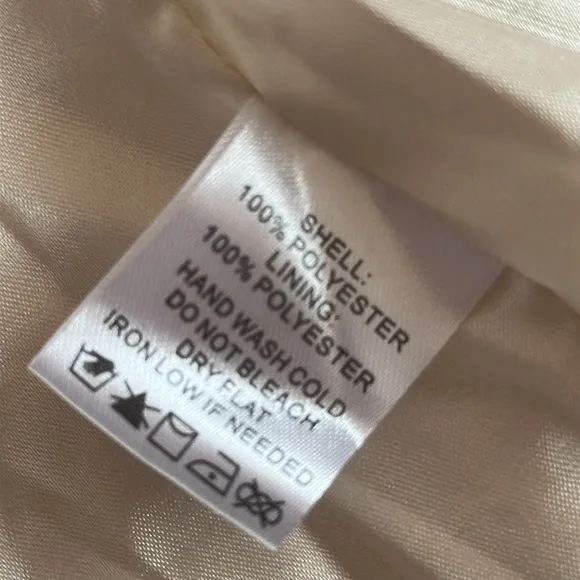 SHELL:
100% POLYESTER
LINING:
100% POLYESTER
HAND WASH COLD
DO NOT BLEACH
DRY FLAT
IRON LOW IF NEEDED